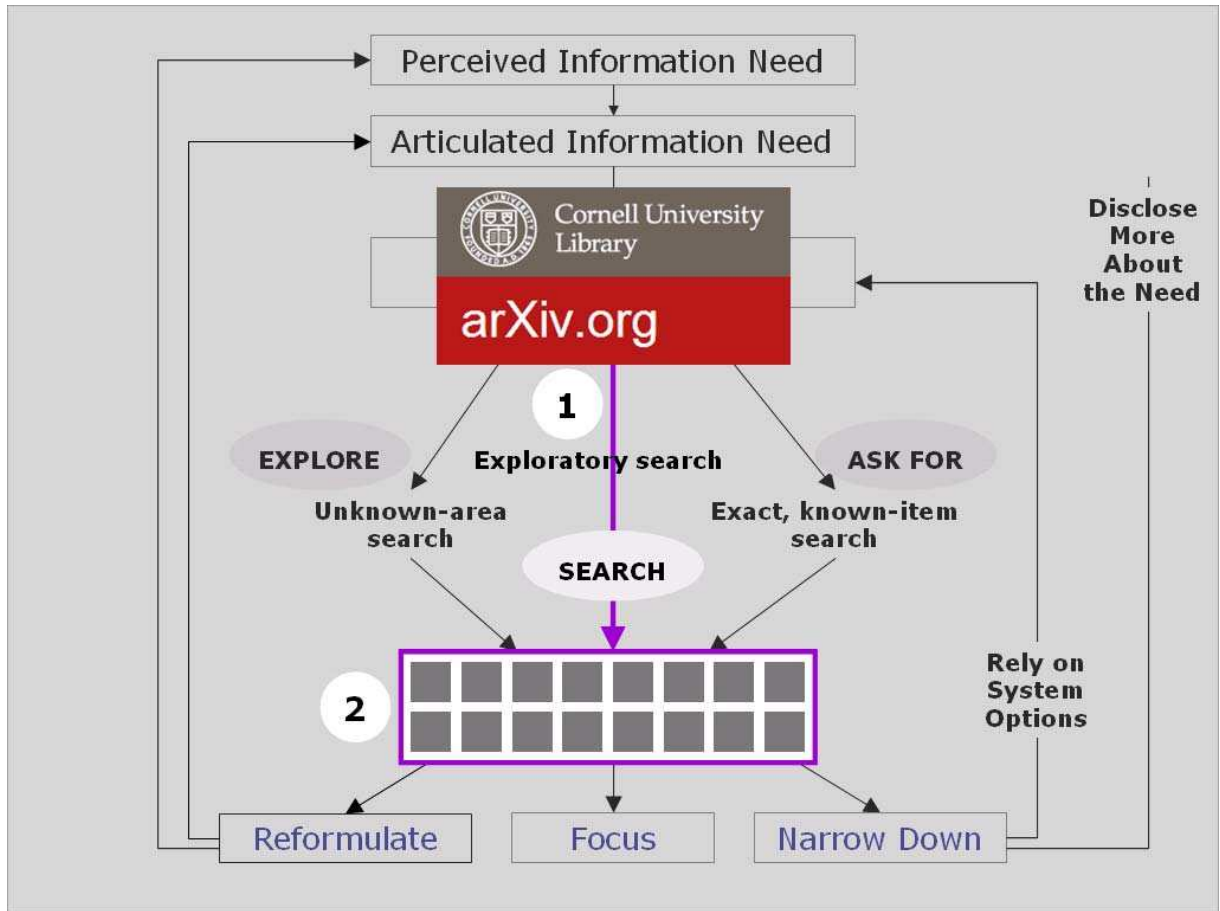 Perceived Information Need
Articulated Information Need
Cornell University
Library
arXiv.org
Disclose
More
About
the Need
1
EXPLORE
Exploratory search
ASK FOR
Unknown-area
search
Exact, known-item
search
SEARCH
2
Rely on
System
Options
Reformulate
Focus
Narrow Down